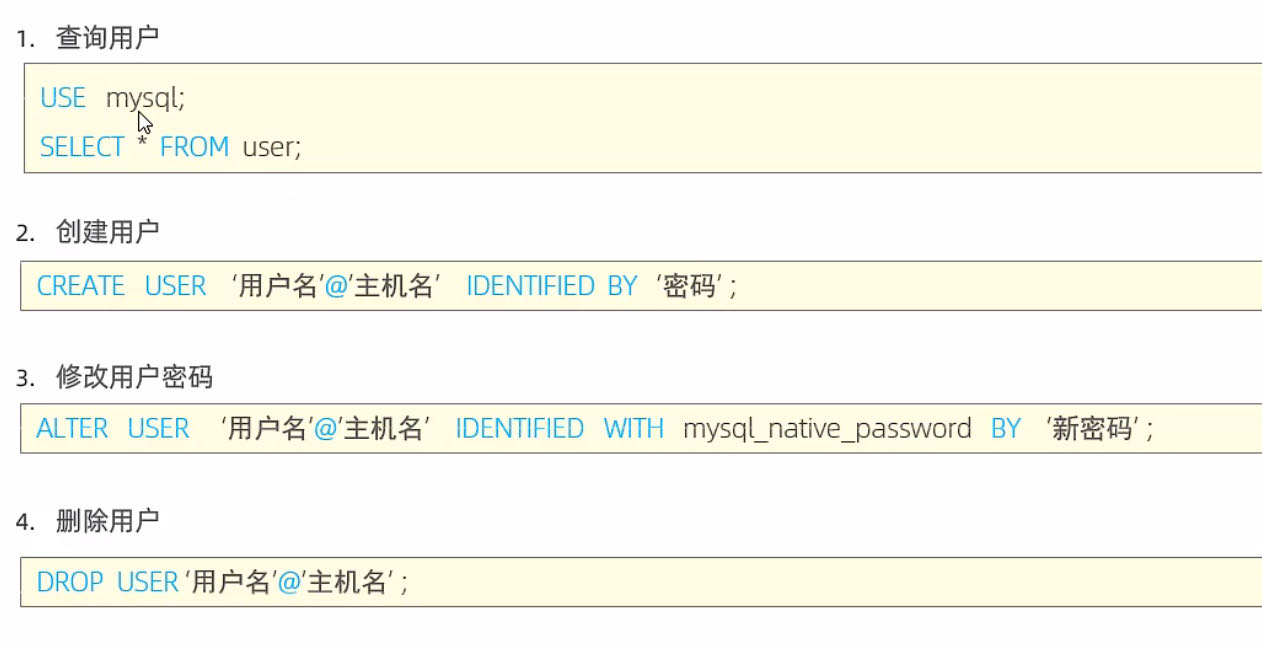 1. 查询用户
USE mysql;
SELECT * FROM user;
2. 创建用户
CREATE USER ‘用户名’@’主机名’ IDENTIFIED BY ‘密码’ ;
3. 修改用户密码
ALTER USER ‘用户名’@’主机名’ IDENTIFIED WITH mysql_native_password BY ‘新密码’ ;
4. 删除用户
DROP USER ‘用户名’@’主机名’ ;